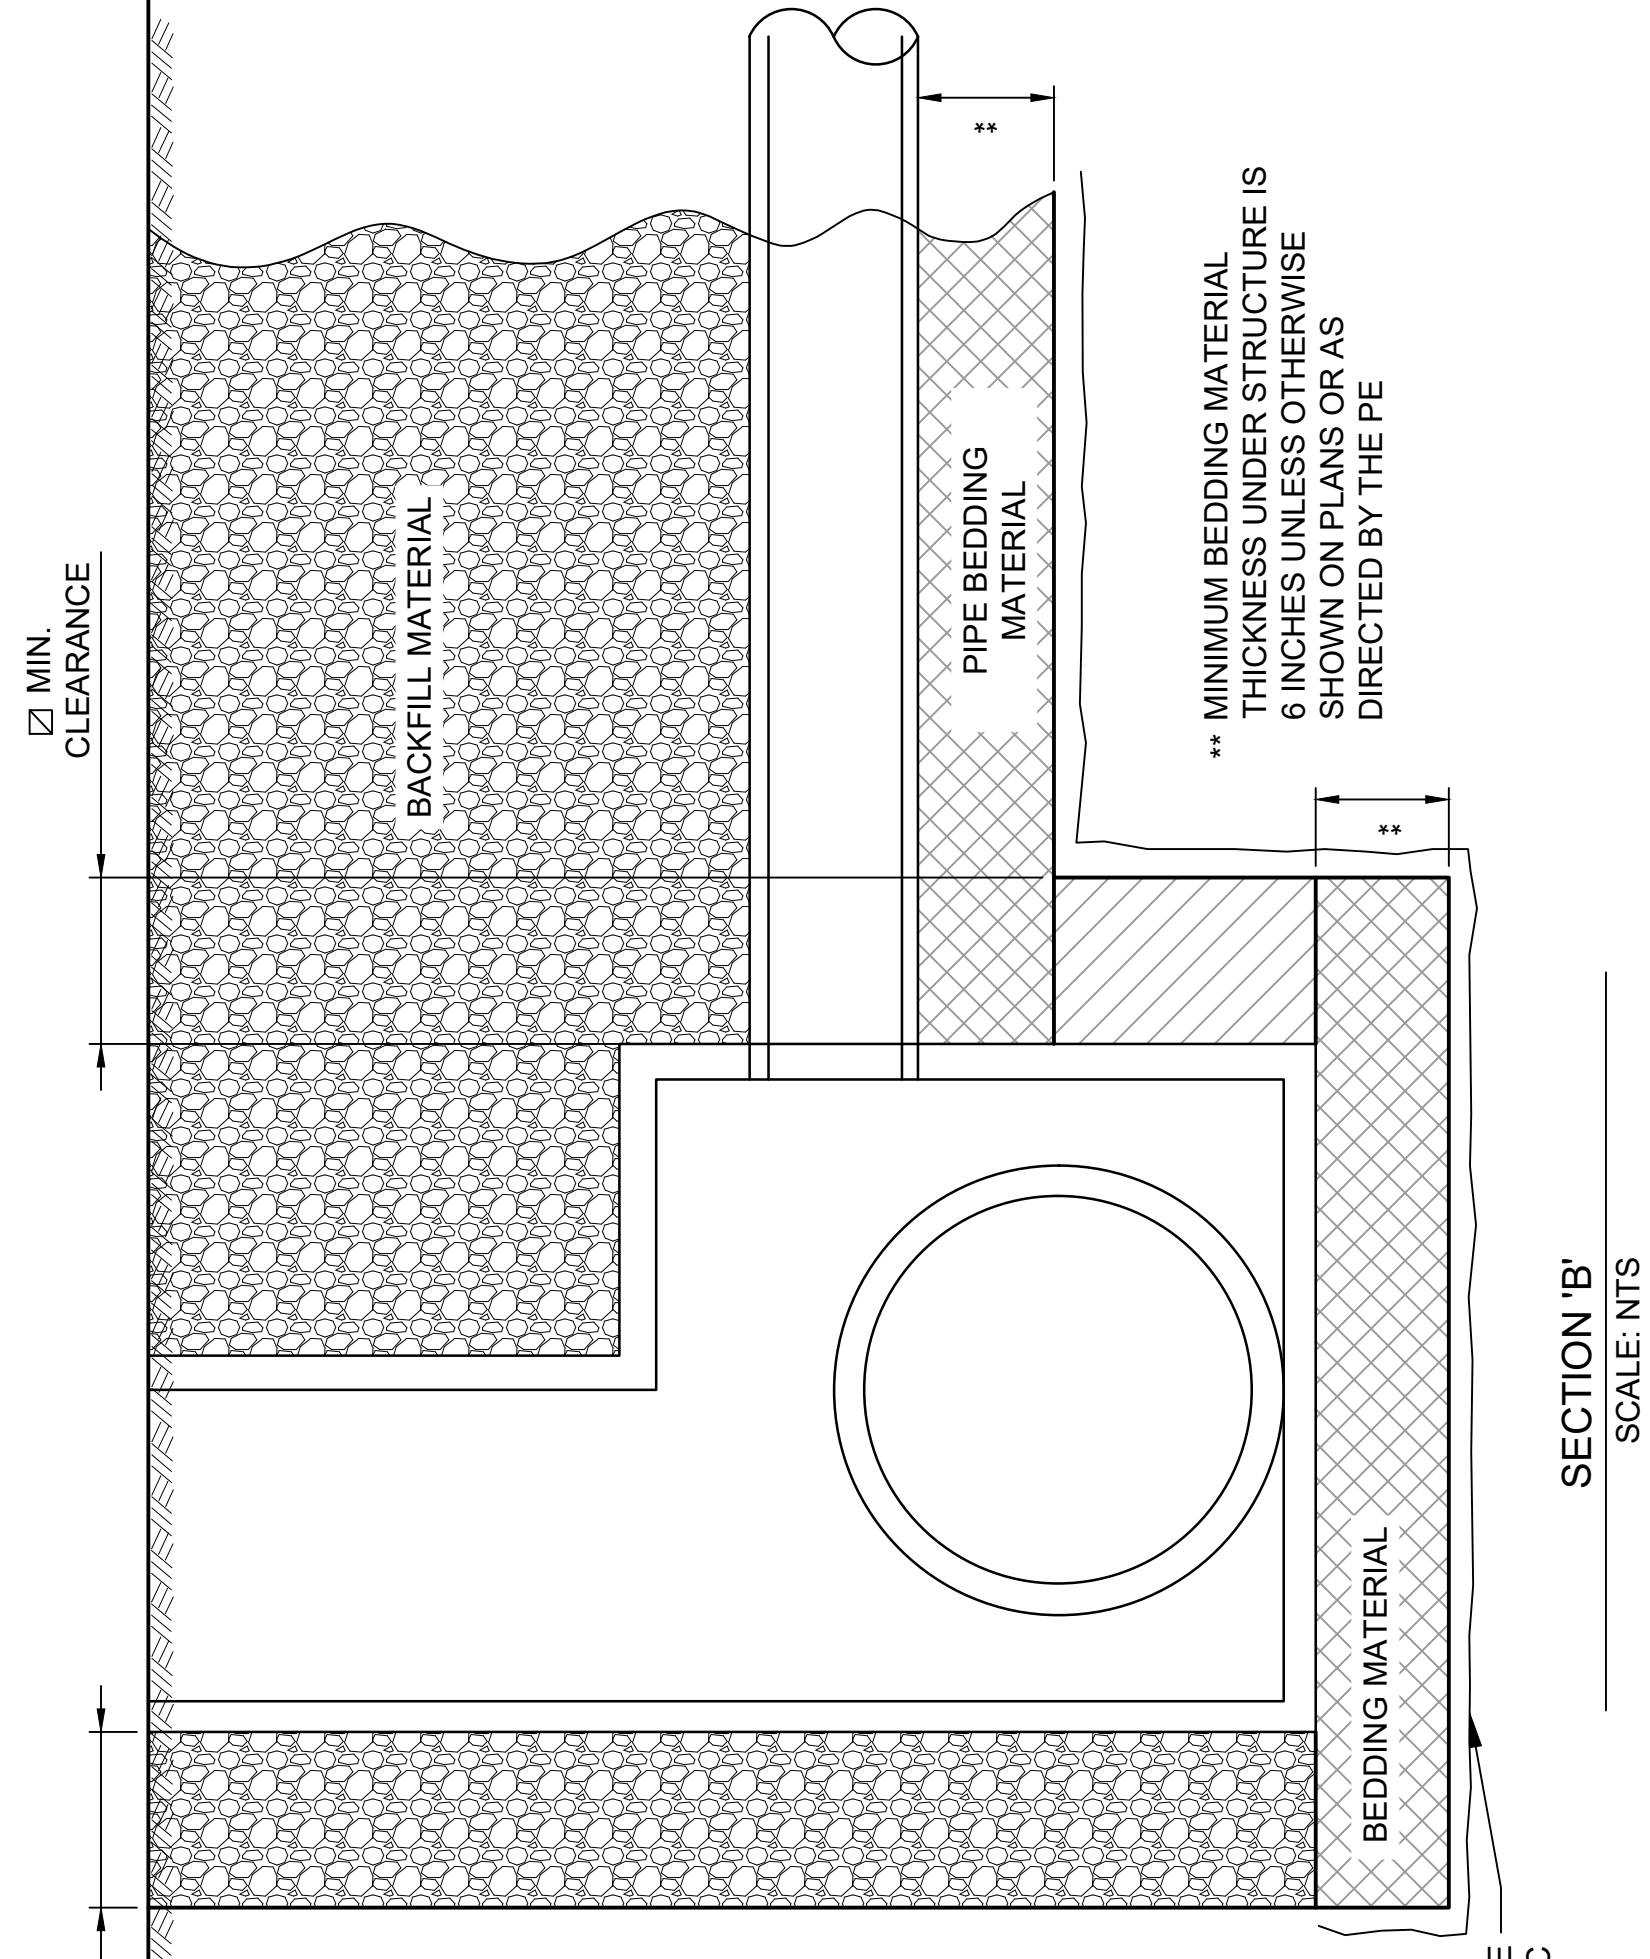 ⍁ MIN.
CLEARANCE
BACKFILL MATERIAL
**
PIPE BEDDING
MATERIAL
** MINIMUM BEDDING MATERIAL
THICKNESS UNDER STRUCTURE IS
6 INCHES UNLESS OTHERWISE
SHOWN ON PLANS OR AS
DIRECTED BY THE PE
**
BEDDING MATERIAL
SECTION 'B'
SCALE: NTS